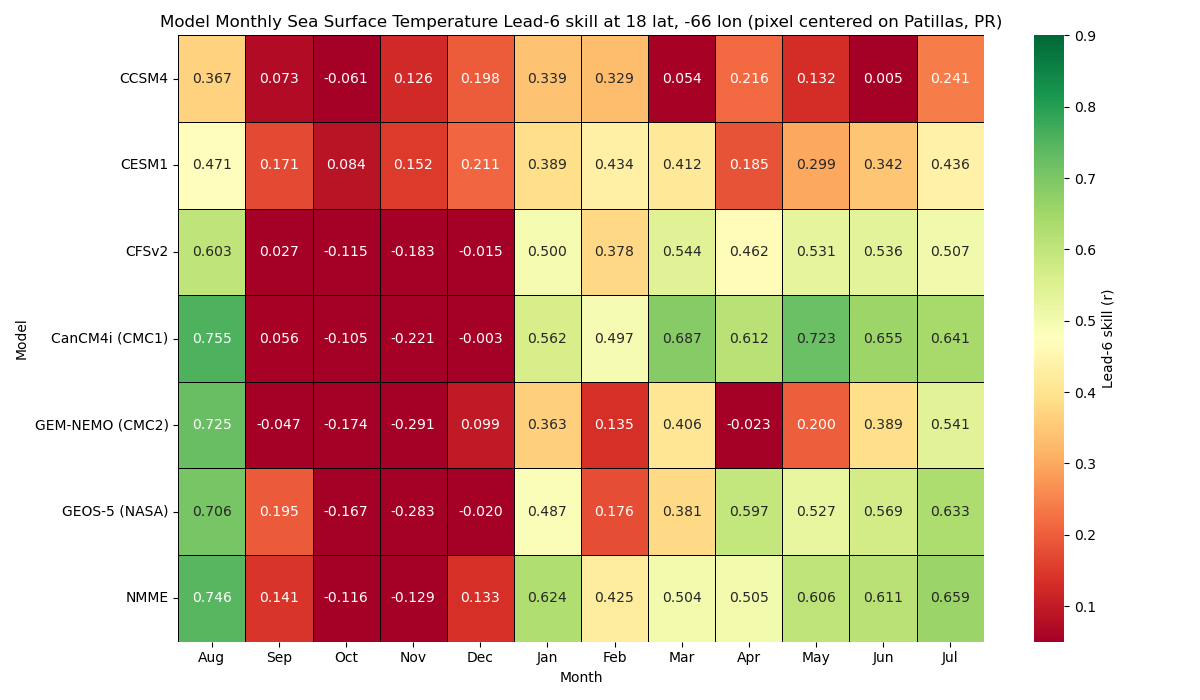 Model Monthly Sea Surface Temperature Lead-6 skill at 18 lat, -66 lon (pixel centered on Patillas, PR)
CCSM4 0.367 0.073 -0.061 0.126 0.198 0.339 0.329 0.054 0.216 0.132 0.005 0.241
CESM1 0.471 0.171 0.084 0.152 0.211 0.389 0.434 0.412 0.185 0.299 0.342 0.436
CFSv2 0.603 0.027 -0.115 -0.183 -0.015 0.500 0.378 0.544 0.462 0.531 0.536 0.507
CanCM4i (CMC1) 0.755 0.056 -0.105 -0.221 -0.003 0.562 0.497 0.687 0.612 0.723 0.655 0.641
GEM-NEMO (CMC2) 0.725 -0.047 -0.174 -0.291 0.099 0.363 0.135 0.406 -0.023 0.200 0.389 0.541
GEOS-5 (NASA) 0.706 0.195 -0.167 -0.283 -0.020 0.487 0.176 0.381 0.597 0.527 0.569 0.633
NMME 0.746 0.141 -0.116 -0.129 0.133 0.624 0.425 0.504 0.505 0.606 0.611 0.659
Aug Sep Oct Nov Dec Jan Feb Mar Apr May Jun Jul
Month
Model
0.9
0.8
0.7
0.6
0.5
0.4
0.3
0.2
0.1
Lead-6 skill (r)